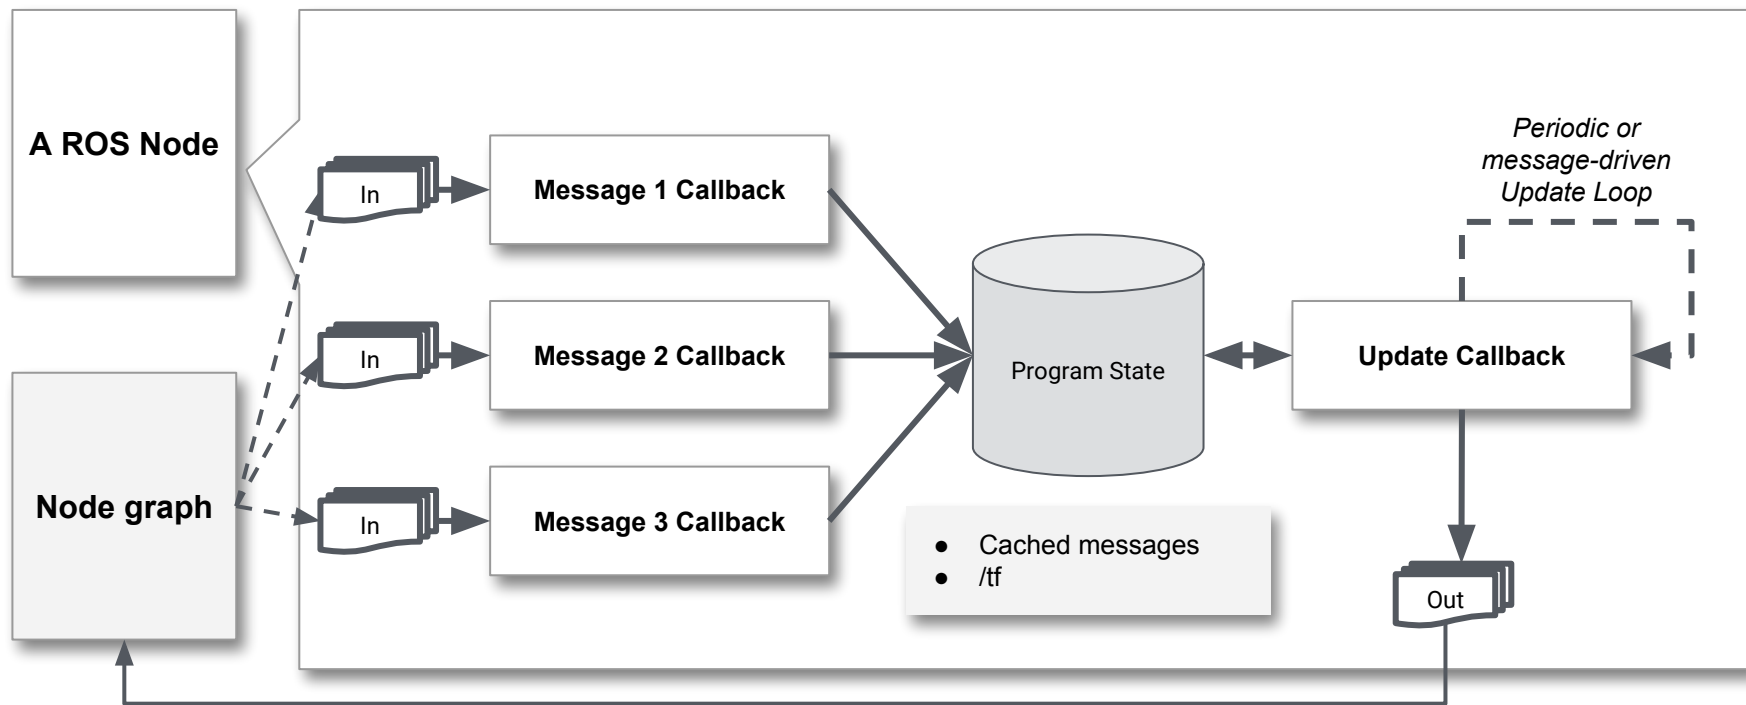 A ROS Node
Periodic or
message-driven
Update Loop
In
Message 1 Callback
In
Message 2 Callback
Program State
Update Callback
Node graph
In
Message 3 Callback
● Cached messages
● /tf
Out